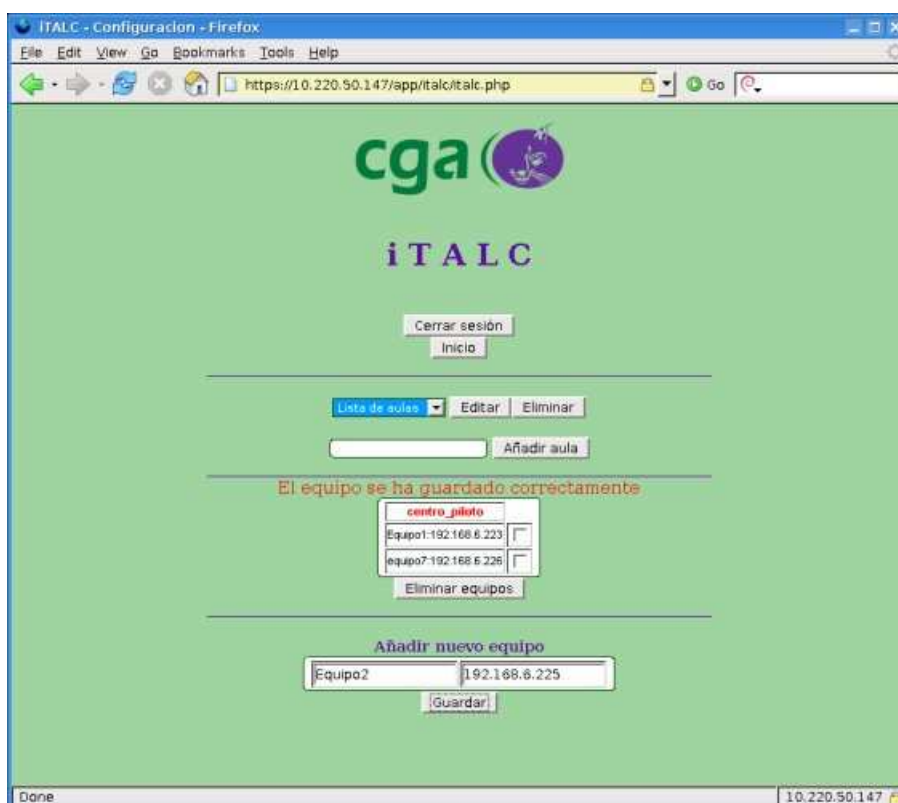 iTALC - Configuracion - Firefox
File Edit View Go Bookmarks Tools Help
https://10.220.50.147/app/italc/italc.php Go
cga
iTALC
Cerrar sesión
Inicio
Lista de aulas Editar Eliminar
Añadir aula
El equipo se ha guardado correctamente
centro_piloto
Equipo1:192.168.6.223
equipo7:192.168.6.226
Eliminar equipos
Añadir nuevo equipo
Equipo2 192.168.6.225
Guardar
Done 10.220.50.147